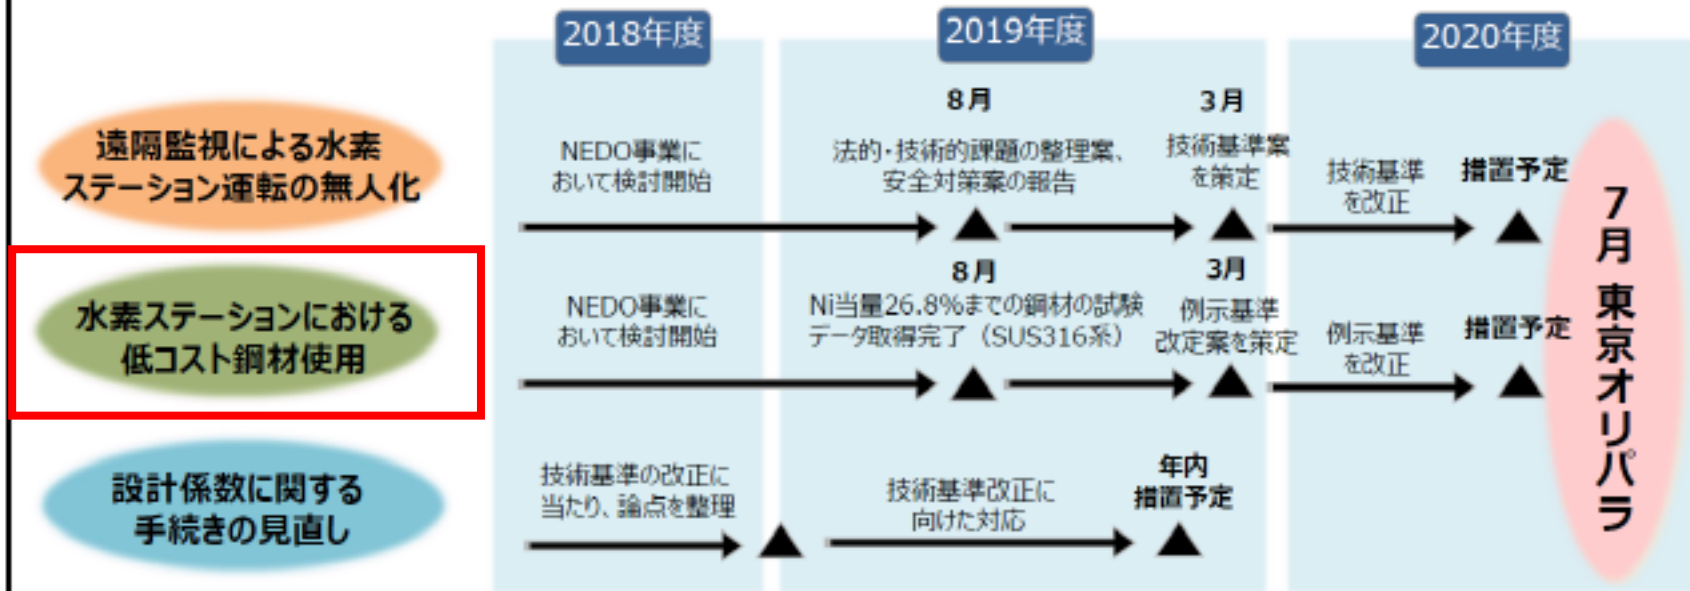 2018年度
2019年度
2020年度
遠隔監視による水素
ステーション運転の無人化
NEDO事業に
おいて検討開始
8月
法的・技術的課題の整理案、
安全対策案の報告
3月
技術基準案
を策定
技術基準
を改正
措置予定
水素ステーションにおける
低コスト鋼材使用
NEDO事業に
おいて検討開始
8月
Ni当量26.8%までの鋼材の試験
データ取得完了（SUS316系）
3月
例示基準
改定案を策定
例示基準
を改正
措置予定
設計係数に関する
手続きの見直し
技術基準の改正に
当たり、論点を整理
技術基準改正に
向けた対応
年内
措置予定
7月 東京オリパラ